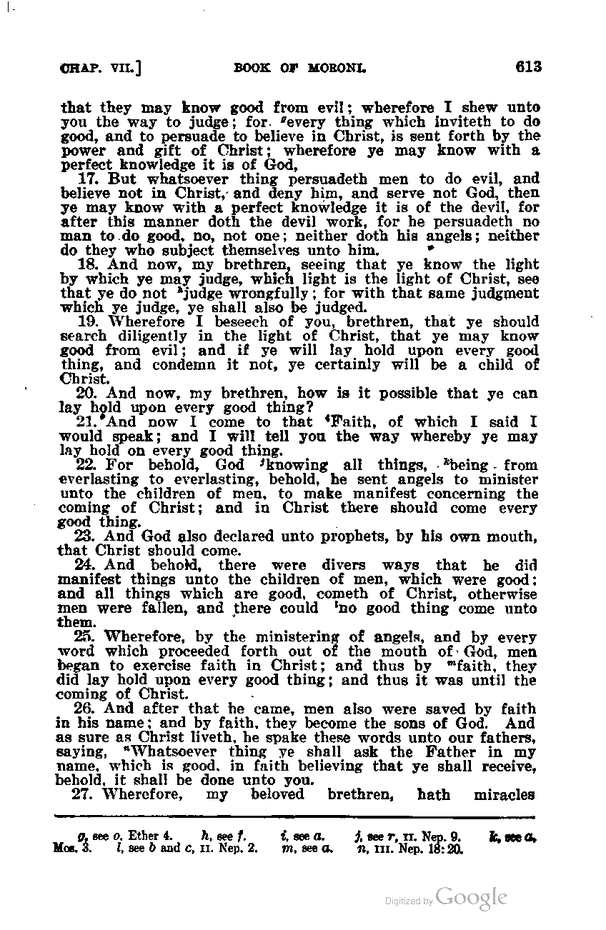 CHAP. VII.] BOOK OF MORONI. 613
that they may know good from evil; wherefore I shew unto
you the way to judge; for ᵍevery thing which inviteth to do
good, and to persuade to believe in Christ, is sent forth by the
power and gift of Christ; wherefore ye may know with a
perfect knowledge it is of God,
17. But whatsoever thing persuadeth men to do evil, and
believe not in Christ, and deny him, and serve not God, then
ye may know with a perfect knowledge it is of the devil, for
after this manner doth the devil work, for he persuadeth no
man to do good, no, not one; neither doth his angels; neither
do they who subject themselves unto him.
18. And now, my brethren, seeing that ye know the light
by which ye may judge, which light is the light of Christ, see
that ye do not ʰjudge wrongfully; for with that same judgment
which ye judge, ye shall also be judged.
19. Wherefore I beseech of you, brethren, that ye should
search diligently in the light of Christ, that ye may know
good from evil; and if ye will lay hold upon every good
thing, and condemn it not, ye certainly will be a child of
Christ.
20. And now, my brethren, how is it possible that ye can
lay hold upon every good thing?
21. And now I come to that ⁱFaith, of which I said I
would speak; and I will tell you the way whereby ye may
lay hold on every good thing.
22. For behold, God ʲknowing all things, ᵏbeing from
everlasting to everlasting, behold, he sent angels to minister
unto the children of men, to make manifest concerning the
coming of Christ; and in Christ there should come every
good thing.
23. And God also declared unto prophets, by his own mouth,
that Christ should come.
24. And behold, there were divers ways that he did
manifest things unto the children of men, which were good;
and all things which are good, cometh of Christ, otherwise
men were fallen, and there could ˡno good thing come unto
them.
25. Wherefore, by the ministering of angels, and by every
word which proceeded forth out of the mouth of God, men
began to exercise faith in Christ; and thus by ᵐfaith, they
did lay hold upon every good thing; and thus it was until the
coming of Christ.
26. And after that he came, men also were saved by faith
in his name; and by faith, they become the sons of God. And
as sure as Christ liveth, he spake these words unto our fathers,
saying, ⁿWhatsoever thing ye shall ask the Father in my
name, which is good, in faith believing that ye shall receive,
behold, it shall be done unto you.
27. Wherefore, my beloved brethren, hath miracles
g, see o, Ether 4. h, see f. i, see a. j, see r, II. Nep. 9. k, see a,
Mos. 3. l, see b and c, II. Nep. 2. m, see a. n, III. Nep. 18:20.
Digitized by Google